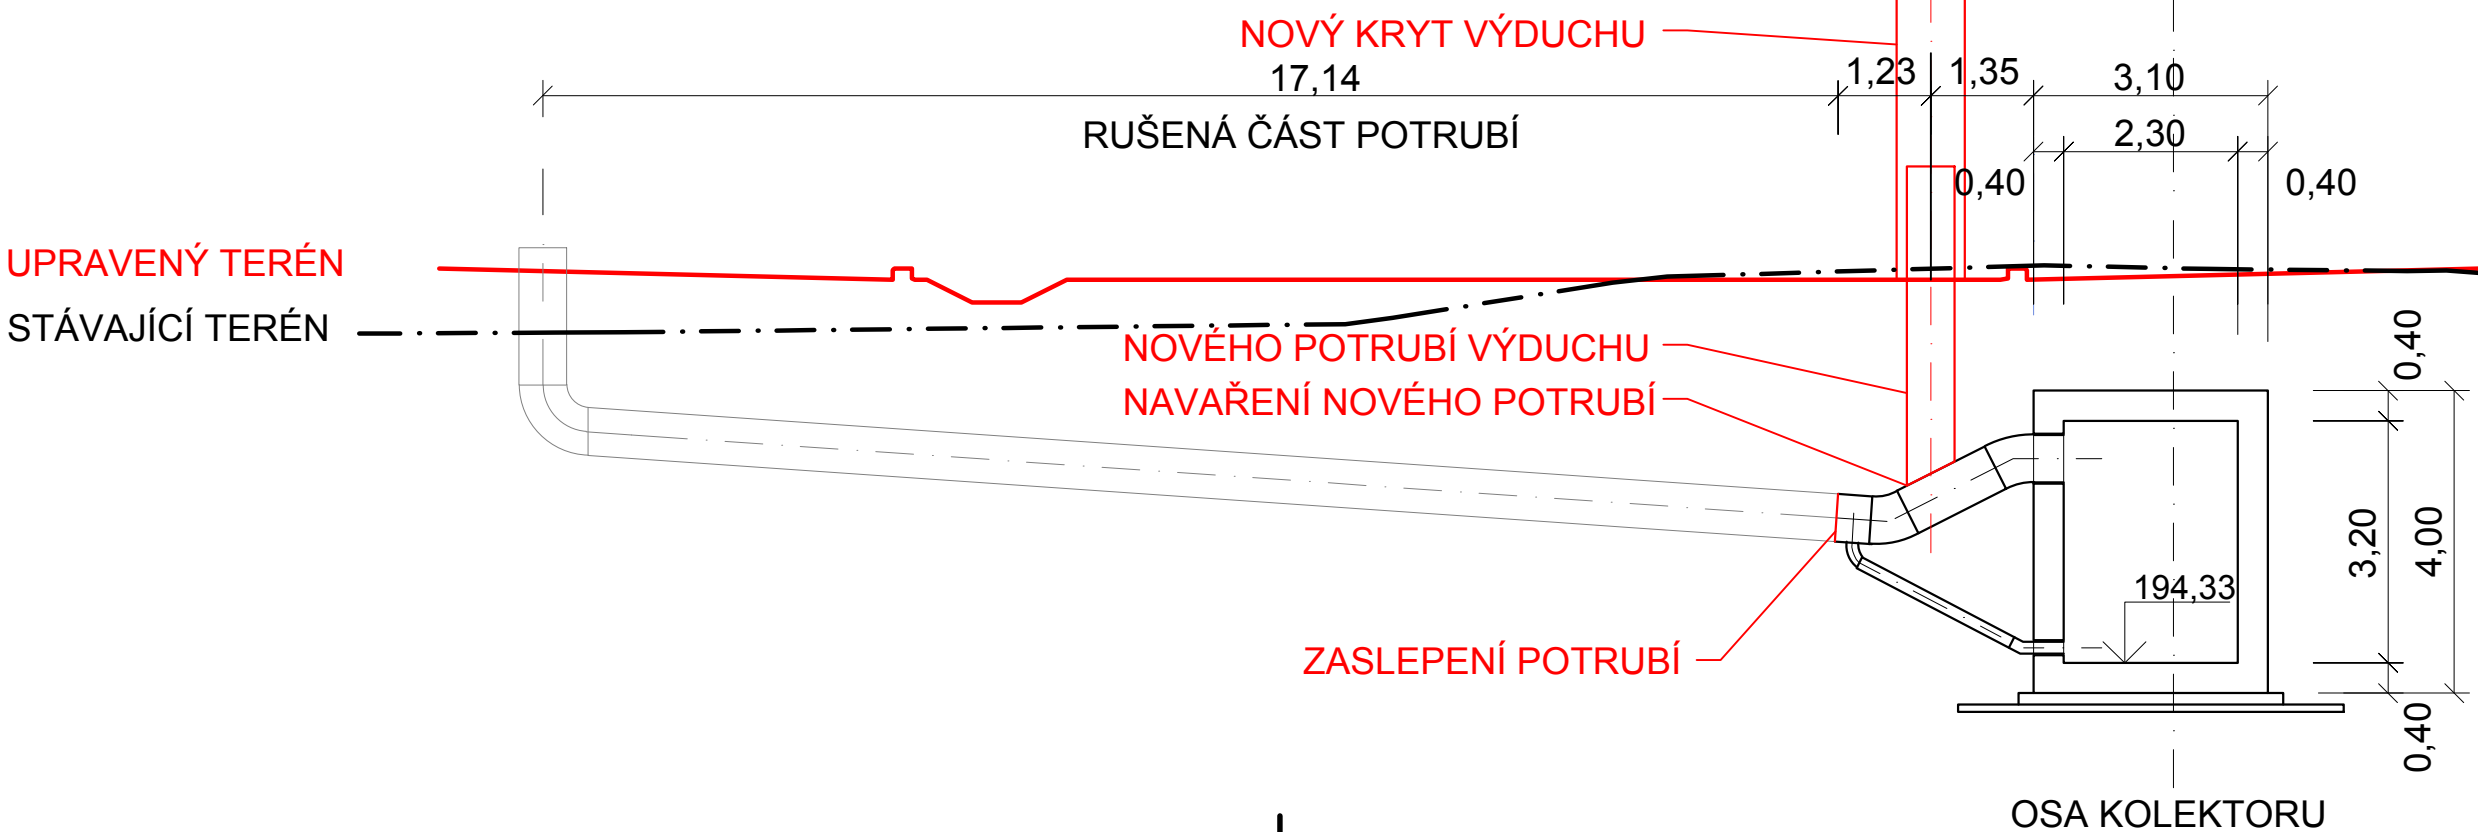 NOVÝ KRYT VÝDUCHU
17,14
1,23
1,35
3,10
RUŠENÁ ČÁST POTRUBÍ
2,30
0,40
0,40
UPRAVENÝ TERÉN
STÁVAJÍCÍ TERÉN
NOVÉHO POTRUBÍ VÝDUCHU
0,40
NAVAŘENÍ NOVÉHO POTRUBÍ
3,20
4,00
194,33
ZASLEPENÍ POTRUBÍ
0,40
OSA KOLEKTORU